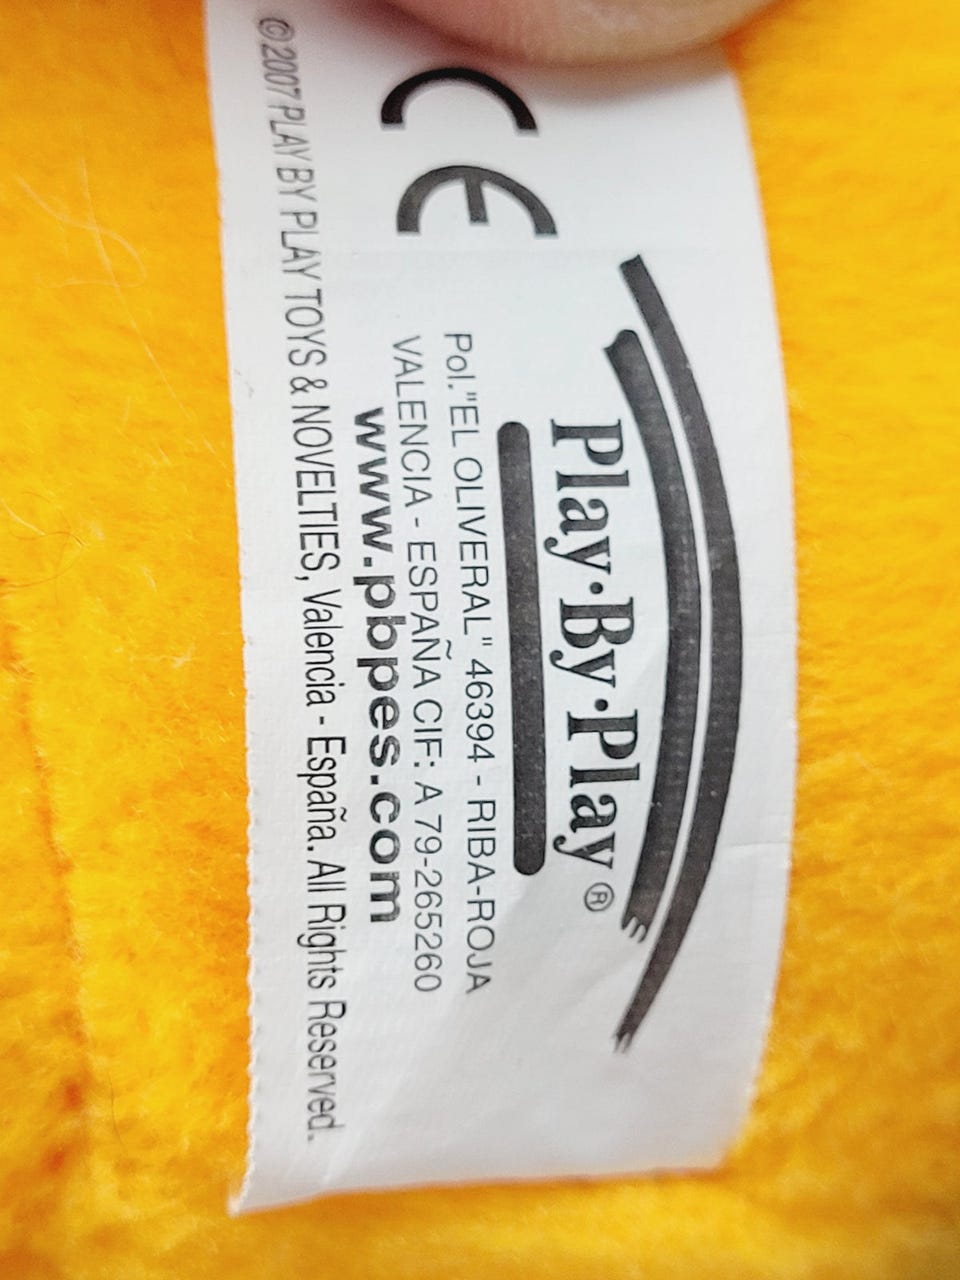 Play·By·Play®
Pol."EL OLIVERAL" 46394 - RIBA-ROJA
VALENCIA - ESPAÑA CIF: A 79-265260
www.pbpes.com
CE
©2007 PLAY BY PLAY TOYS & NOVELTIES, Valencia - España. All Rights Reserved.